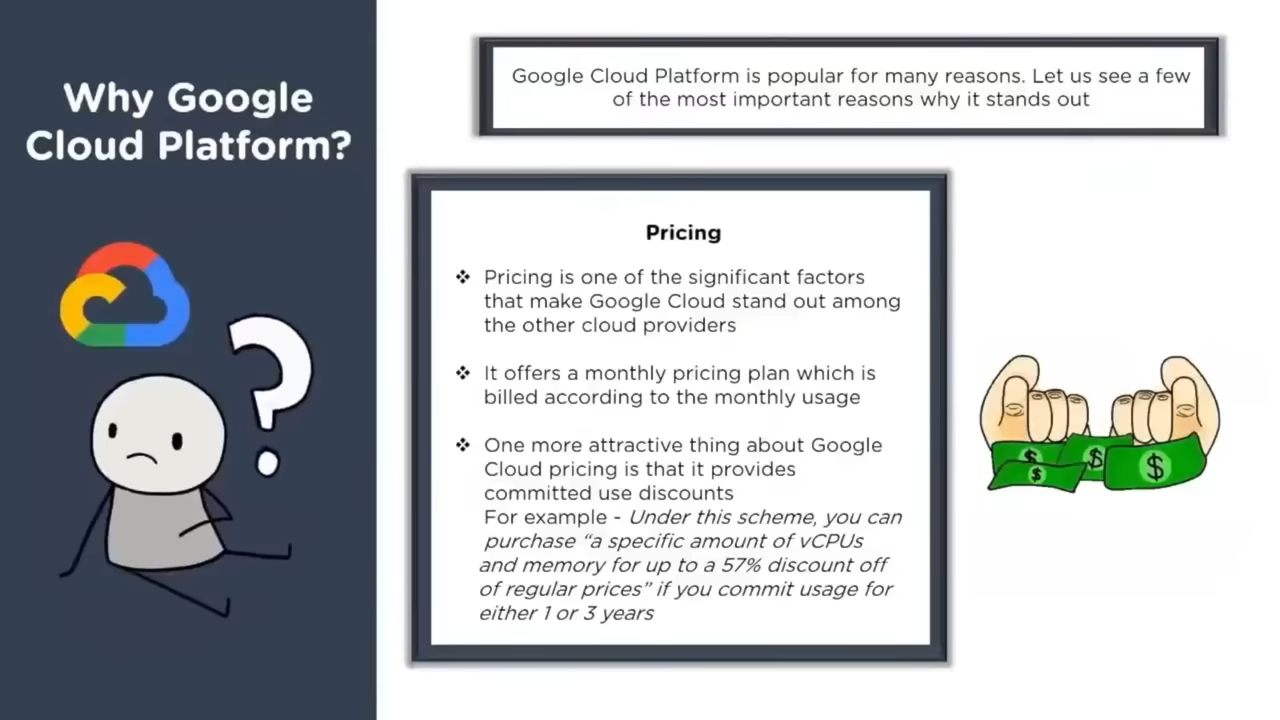 Why Google
Cloud Platform?
Google Cloud Platform is popular for many reasons. Let us see a few
of the most important reasons why it stands out
Pricing
❖ Pricing is one of the significant factors
that make Google Cloud stand out among
the other cloud providers
❖ It offers a monthly pricing plan which is
billed according to the monthly usage
❖ One more attractive thing about Google
Cloud pricing is that it provides
committed use discounts
For example - Under this scheme, you can
purchase “a specific amount of vCPUs
and memory for up to a 57% discount off
of regular prices” if you commit usage for
either 1 or 3 years
?
$ $ $
$